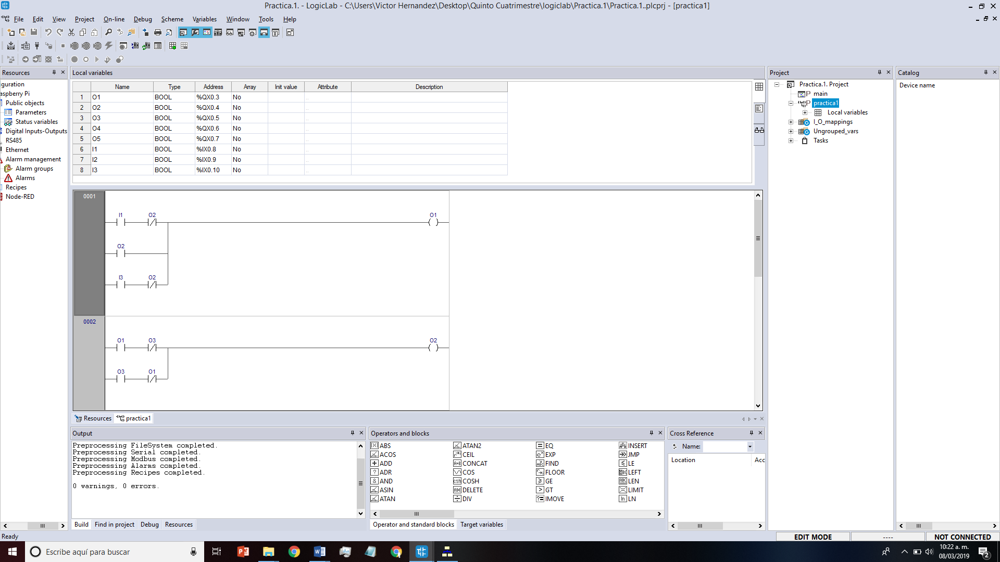 Practica.1. - LogicLab - C:\Users\Victor Hernandez\Desktop\Quinto Cuatrimestre\logiclab\Practica.1\Practica.1..plcprj - [practica1]
File Edit View Project On-line Debug Scheme Variables Window Tools Help
Resources
guration
aspberry Pi
Public objects
Parameters
Status variables
Digital Inputs-Outputs
RS485
Ethernet
Alarm management
Alarm groups
Alarms
Recipes
Node-RED
Local variables
Name Type Address Array Init value Attribute Description
1 O1 BOOL %QX0.3 No ..
2 O2 BOOL %QX0.4 No ..
3 O3 BOOL %QX0.5 No ..
4 O4 BOOL %QX0.6 No ..
5 O5 BOOL %QX0.7 No ..
6 I1 BOOL %IX0.8 No ..
7 I2 BOOL %IX0.9 No ..
8 I3 BOOL %IX0.10 No ..
0001
I1 O2 O1
O2
I3 O2
0002
O1 O3 O2
O3 O1
Resources practica1
Output
Preprocessing FileSystem completed.
Preprocessing Serial completed.
Preprocessing Modbus completed.
Preprocessing Alarms completed.
Preprocessing Recipes completed.
0 warnings, 0 errors.
Build Find in project Debug Resources
Operators and blocks
ABS ATAN2 EQ INSERT
ACOS CEIL EXP JMP
ADD CONCAT FIND LE
ADR COS FLOOR LEFT
AND COSH GE LEN
ASIN DELETE GT LIMIT
ATAN DIV IMOVE LN
Operator and standard blocks Target variables
Cross Reference
Name:
Location Acc
Project
Practica.1. Project
main
practica1
Local variables
I_O_mappings
Ungrouped_vars
Tasks
Catalog
Device name
Ready
EDIT MODE ---- NOT CONNECTED
Escribe aquí para buscar
10:22 a. m.
08/03/2019
2